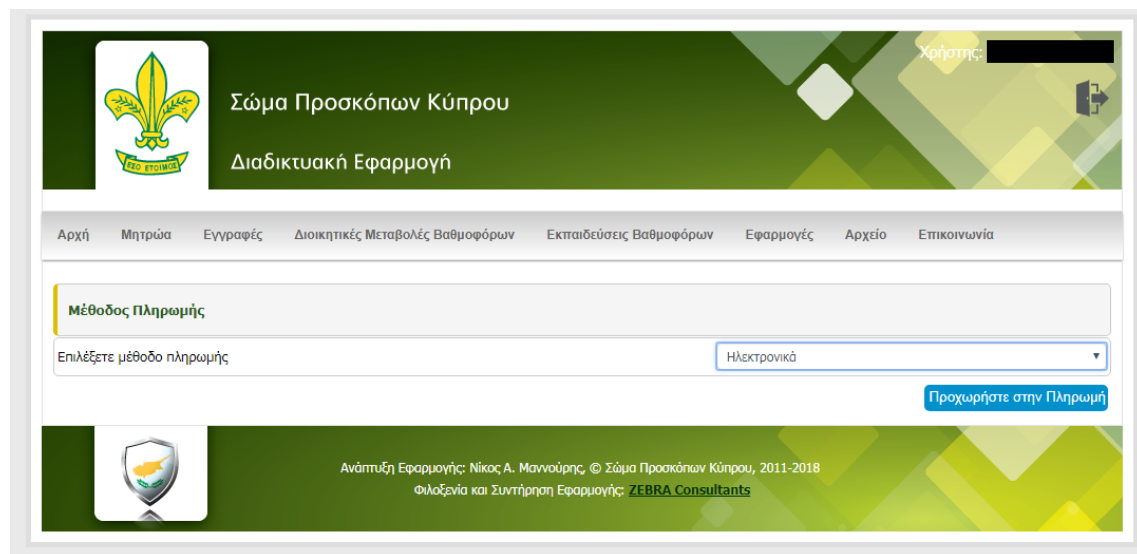 Χρήστης:
Σώμα Προσκόπων Κύπρου
Διαδικτυακή Εφαρμογή
ΕΣΟ ΕΤΟΙΜΟΣ
Αρχή Μητρώα Εγγραφές Διοικητικές Μεταβολές Βαθμοφόρων Εκπαιδεύσεις Βαθμοφόρων Εφαρμογές Αρχείο Επικοινωνία
Μέθοδος Πληρωμής
Επιλέξετε μέθοδο πληρωμής Ηλεκτρονικά
Προχωρήστε στην Πληρωμή
Ανάπτυξη Εφαρμογής: Νίκος Α. Μαννούρης, © Σώμα Προσκόπων Κύπρου, 2011-2018
Φιλοξενία και Συντήρηση Εφαρμογής: ZEBRA Consultants